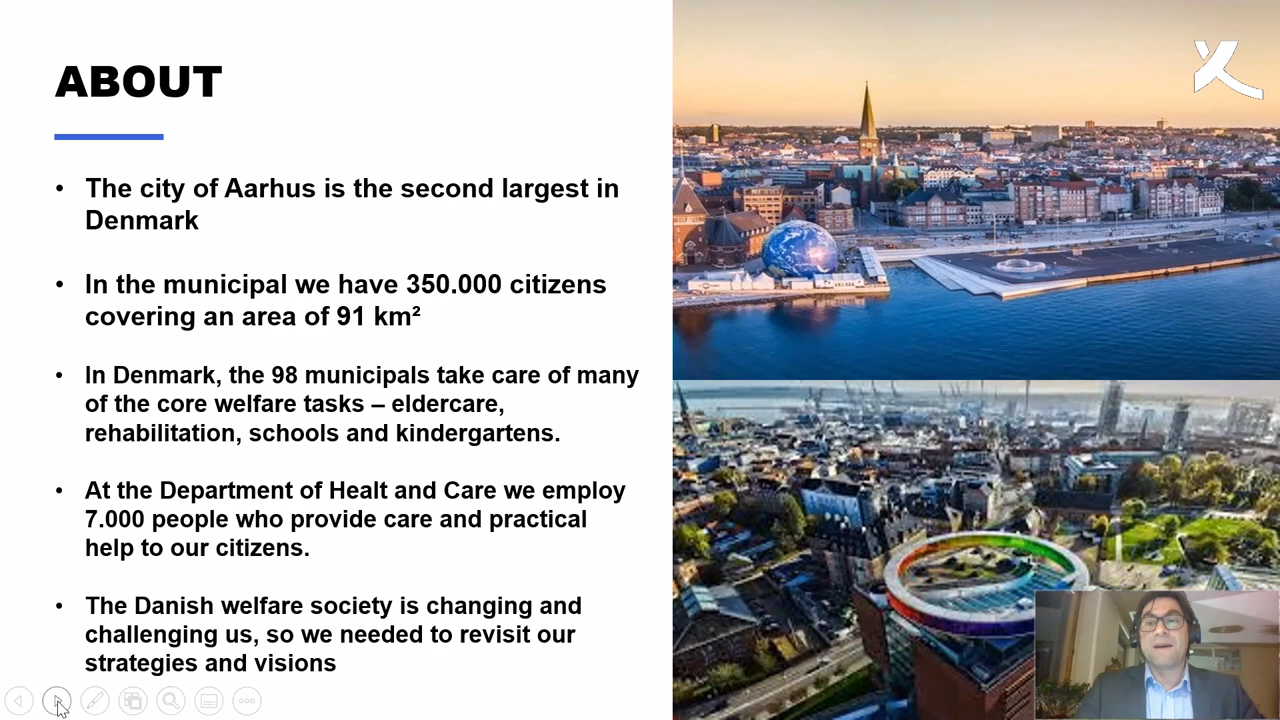 ABOUT
• The city of Aarhus is the second largest in
Denmark
• In the municipal we have 350.000 citizens
covering an area of 91 km²
• In Denmark, the 98 municipals take care of many
of the core welfare tasks – eldercare,
rehabilitation, schools and kindergartens.
• At the Department of Healt and Care we employ
7.000 people who provide care and practical
help to our citizens.
• The Danish welfare society is changing and
challenging us, so we needed to revisit our
strategies and visions